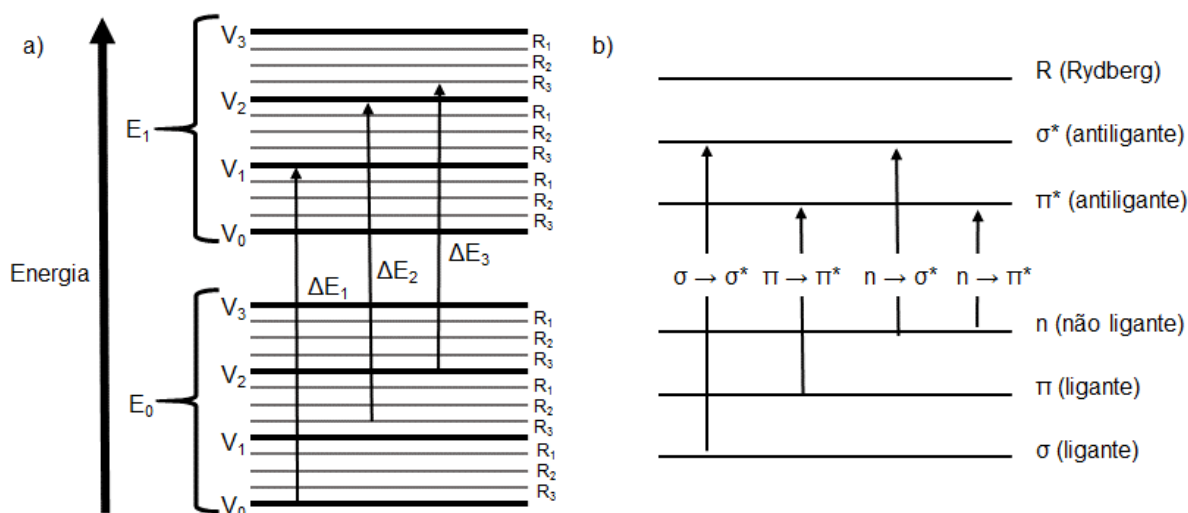 a)
Energia
E₁
V₃
R₁
R₂
R₃
V₂
R₁
R₂
R₃
V₁
R₁
R₂
R₃
V₀
ΔE₁
ΔE₂
ΔE₃
E₀
V₃
R₁
R₂
R₃
V₂
R₁
R₂
R₃
V₁
R₁
R₂
R₃
V₀
b)
R (Rydberg)
σ* (antiligante)
π* (antiligante)
σ → σ* π → π* n → σ* n → π*
n (não ligante)
π (ligante)
σ (ligante)